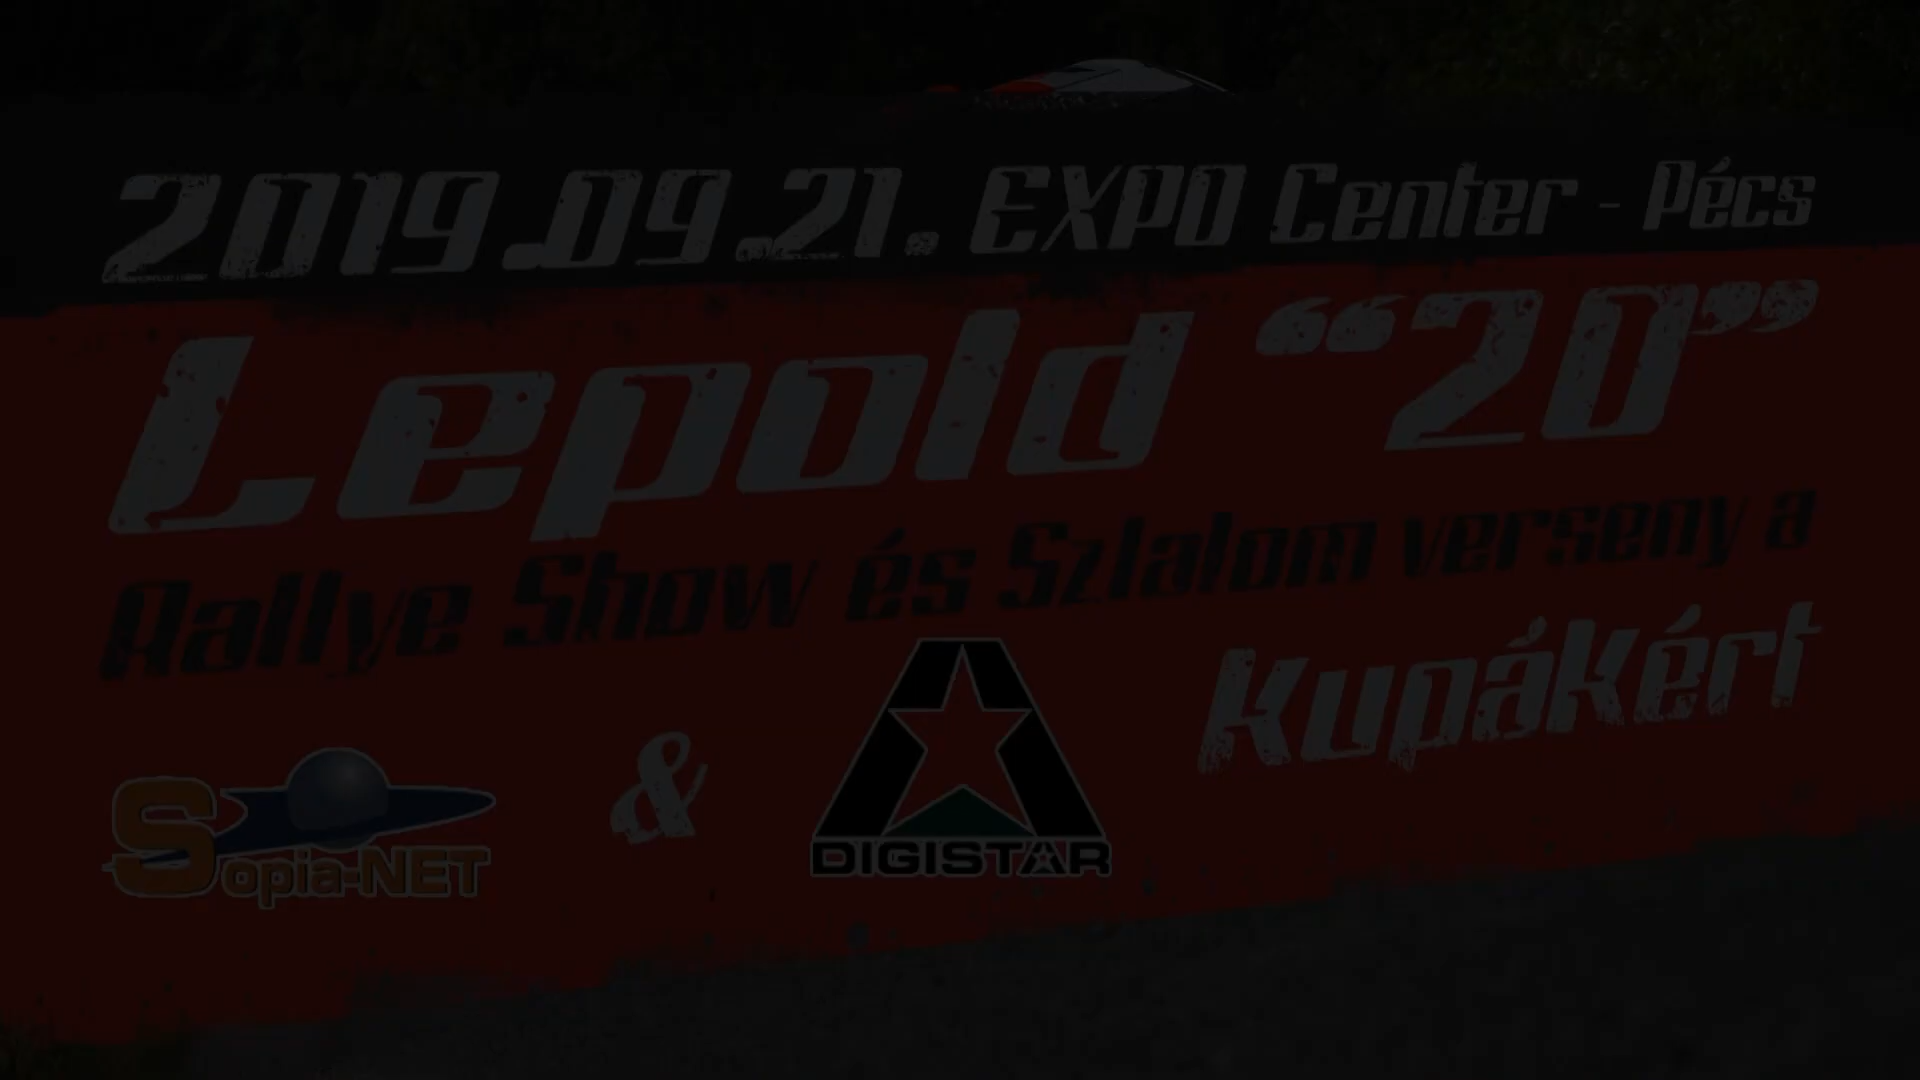 2019.09.21. EXPO Center - Pécs
Lepold “20”
Rallye Show és Szlalom verseny a
Sopia-NET & DIGISTAR Kupákért